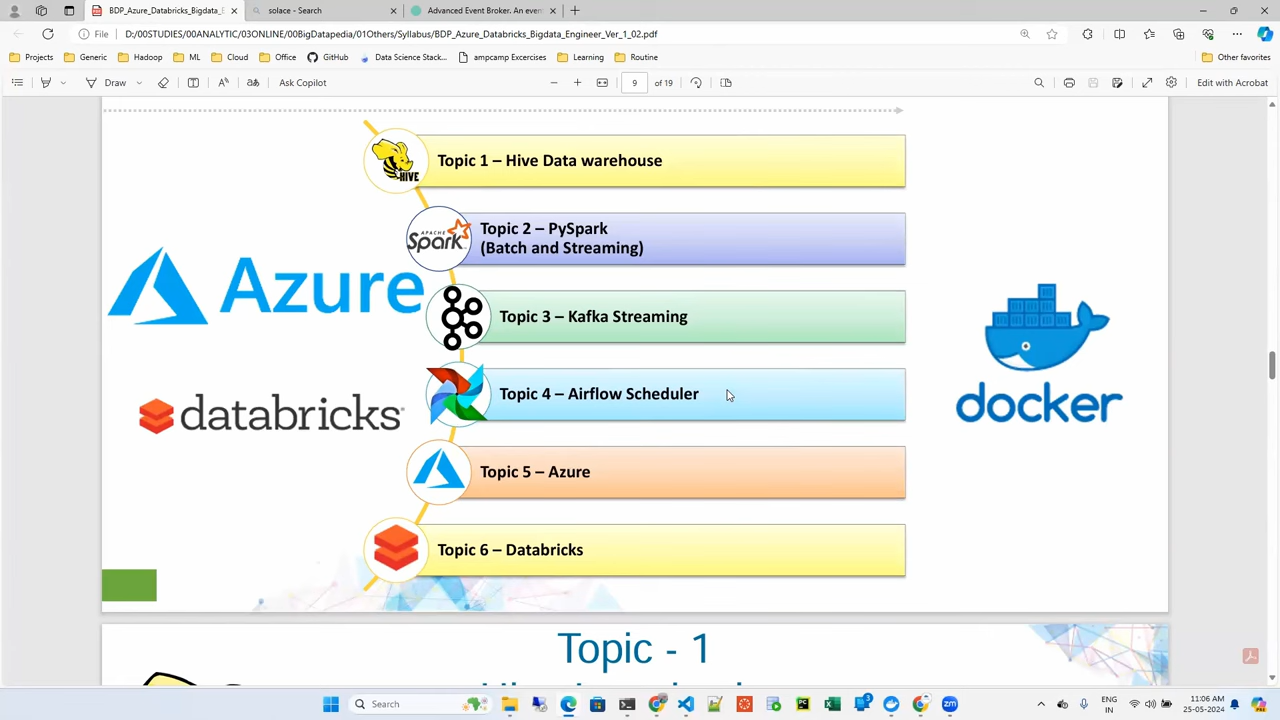 BDP_Azure_Databricks_Bigdata_E
solace - Search
Advanced Event Broker. An even
File
D:/00STUDIES/00ANALYTIC/03ONLINE/00BigDatapedia/01Others/Syllabus/BDP_Azure_Databricks_Bigdata_Engineer_Ver_1_02.pdf
Projects
Generic
Hadoop
ML
Cloud
Office
GitHub
Data Science Stack...
ampcamp Excercises
Learning
Routine
Other favorites
Draw
Ask Copilot
9
of 19
Edit with Acrobat
HIVE
Topic 1 – Hive Data warehouse
APACHE
Spark
Topic 2 – PySpark
(Batch and Streaming)
Azure
Topic 3 – Kafka Streaming
databricks
Topic 4 – Airflow Scheduler
docker
Topic 5 – Azure
Topic 6 – Databricks
Topic - 1
Search
ENG
IN
11:06 AM
25-05-2024